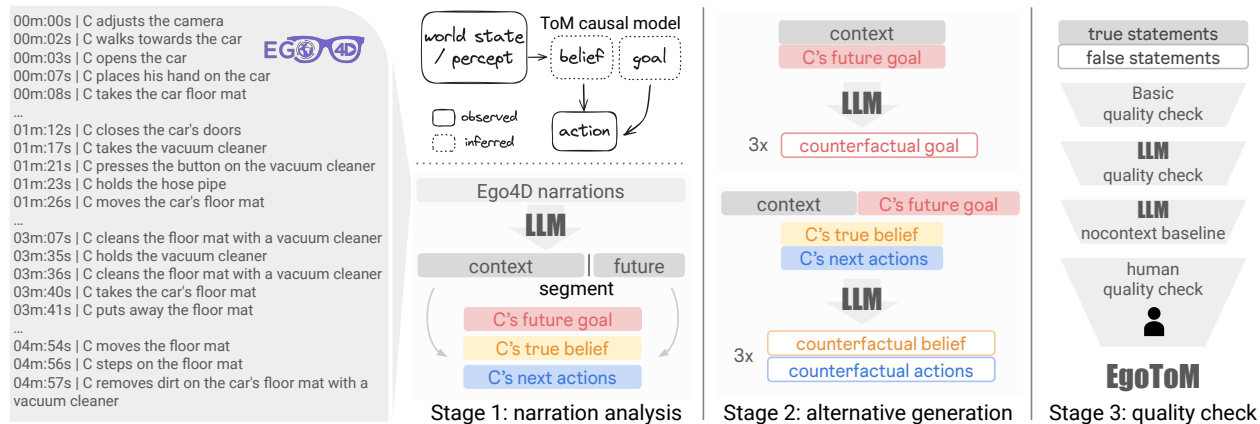 00m:00s | C adjusts the camera
00m:02s | C walks towards the car
00m:03s | C opens the car
00m:07s | C places his hand on the car
00m:08s | C takes the car floor mat
...
01m:12s | C closes the car's doors
01m:17s | C takes the vacuum cleaner
01m:21s | C presses the button on the vacuum cleaner
01m:23s | C holds the hose pipe
01m:26s | C moves the car's floor mat
...
03m:07s | C cleans the floor mat with a vacuum cleaner
03m:35s | C holds the vacuum cleaner
03m:36s | C cleans the floor mat with a vacuum cleaner
03m:40s | C takes the car's floor mat
03m:41s | C puts away the floor mat
...
04m:54s | C moves the floor mat
04m:56s | C steps on the floor mat
04m:57s | C removes dirt on the car's floor mat with a
vacuum cleaner
EGO4D
ToM causal model
world state
/ percept
belief
goal
action
observed
inferred
Ego4D narrations
LLM
context
future
segment
C's future goal
C's true belief
C's next actions
Stage 1: narration analysis
context
C's future goal
LLM
3x
counterfactual goal
context
C's future goal
C's true belief
C's next actions
LLM
3x
counterfactual belief
counterfactual actions
Stage 2: alternative generation
true statements
false statements
Basic
quality check
LLM
quality check
LLM
nocontext baseline
human
quality check
EgoToM
Stage 3: quality check